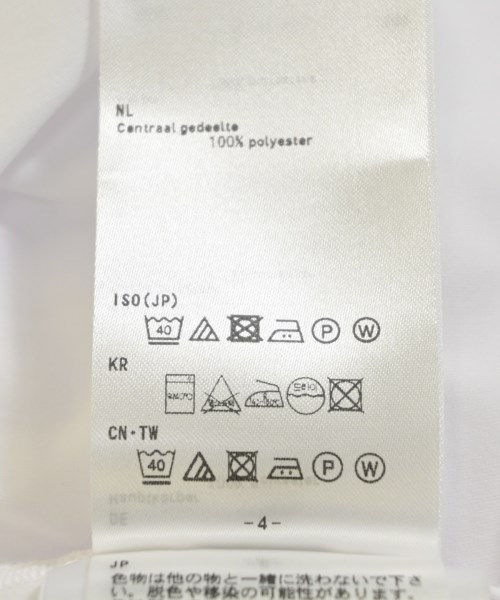 NL
Centraal gedeelte
100% polyester
ISO(JP)
40 P W
KR
CN・TW
40 P W
DE
-4-
JP
色物は他の物と一緒に洗わないで下さ
い。脱色や移染の可能性があります。